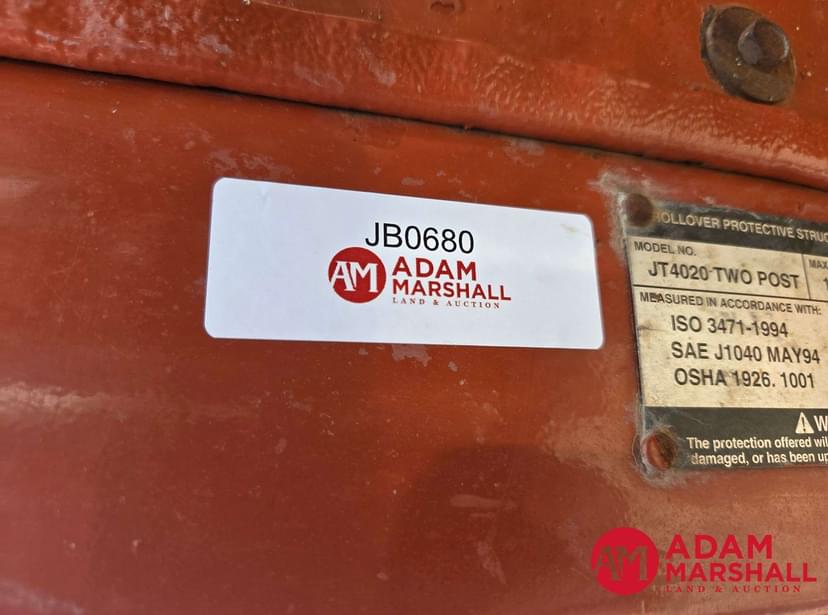 JB0680
AM ADAM
MARSHALL
LAND & AUCTION
ROLLOVER PROTECTIVE STRUC
MODEL NO.
MAX
JT4020 TWO POST
1
MEASURED IN ACCORDANCE WITH:
ISO 3471-1994
SAE J1040 MAY94
OSHA 1926. 1001
W
The protection offered wil
damaged, or has been up
AM ADAM
MARSHALL
LAND & AUCTION